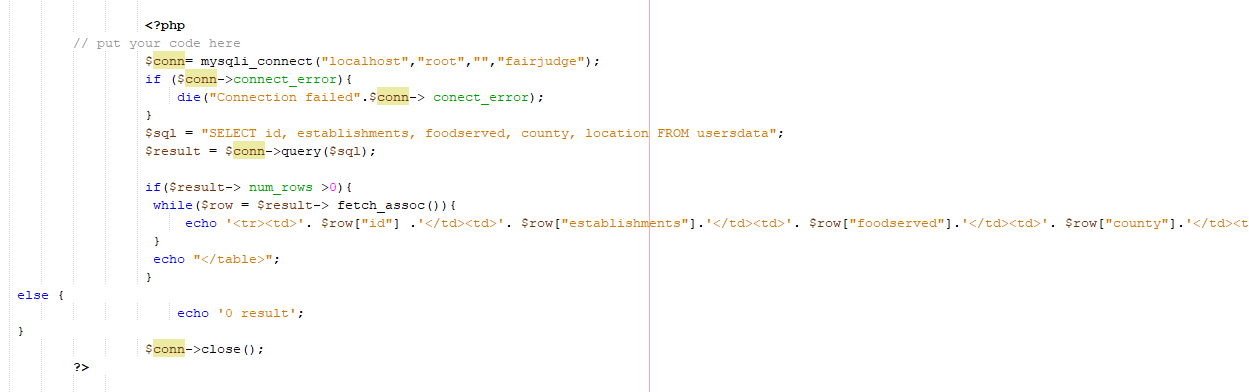 <?php
// put your code here
$conn= mysqli_connect("localhost","root","","fairjudge");
if ($conn->connect_error){
die("Connection failed".$conn-> conect_error);
}
$sql = "SELECT id, establishments, foodserved, county, location FROM usersdata";
$result = $conn->query($sql);
if($result-> num_rows >0){
while($row = $result-> fetch_assoc()){
echo '<tr><td>'. $row["id"] .'</td><td>'. $row["establishments"].'</td><td>'. $row["foodserved"].'</td><td>'. $row["county"].'</td><t
}
echo "</table>";
}
else {
echo '0 result';
}
$conn->close();
?>